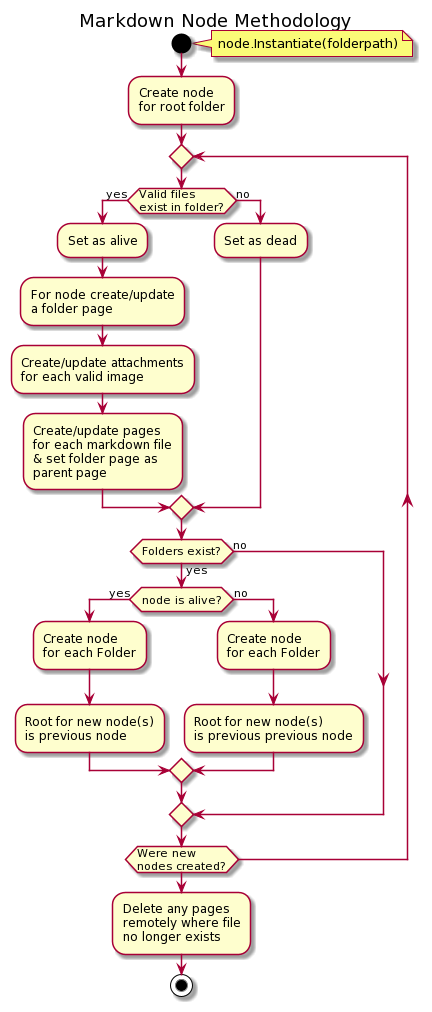 Markdown Node Methodology
node.Instantiate(folderpath)
Create node
for root folder
yes
Valid files
exist in folder?
no
Set as alive
Set as dead
For node create/update
a folder page
Create/update attachments
for each valid image
Create/update pages
for each markdown file
& set folder page as
parent page
Folders exist?
no
yes
yes
node is alive?
no
Create node
for each Folder
Create node
for each Folder
Root for new node(s)
is previous node
Root for new node(s)
is previous previous node
Were new
nodes created?
Delete any pages
remotely where file
no longer exists